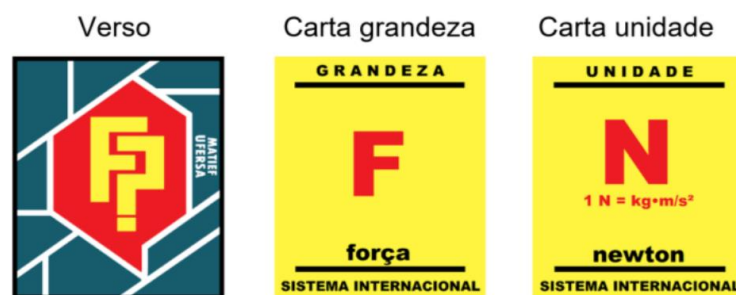 Verso
Carta grandeza
Carta unidade
F?
MATIEF
UFERSA
GRANDEZA
F
força
SISTEMA INTERNACIONAL
UNIDADE
N
1 N = kg•m/s²
newton
SISTEMA INTERNACIONAL